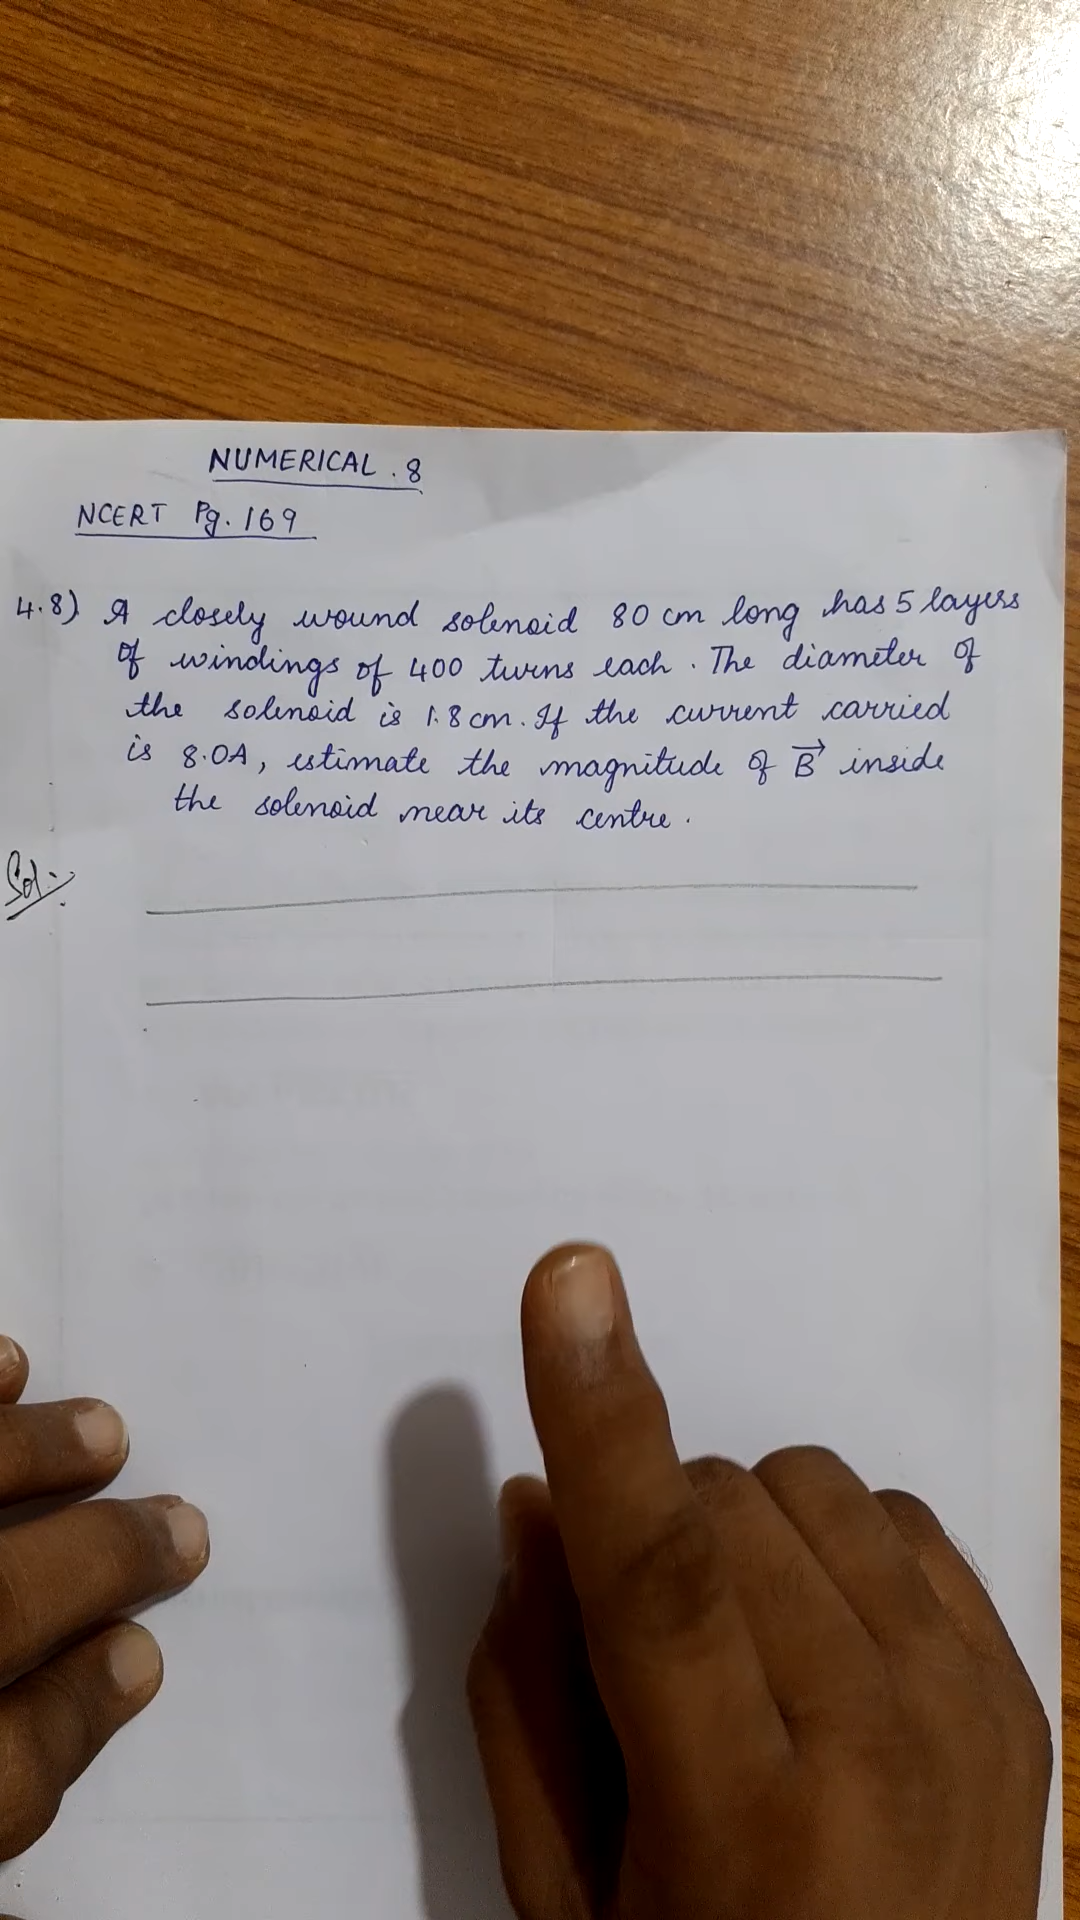 NUMERICAL . 8
NCERT Pg. 169
4.8) A closely wound solenoid 80 cm long has 5 layers
of windings of 400 turns each. The diameter of
the solenoid is 1.8 cm. If the current carried
is 8.0A, estimate the magnitude of B⃗ inside
the solenoid near its centre.
Sol:-